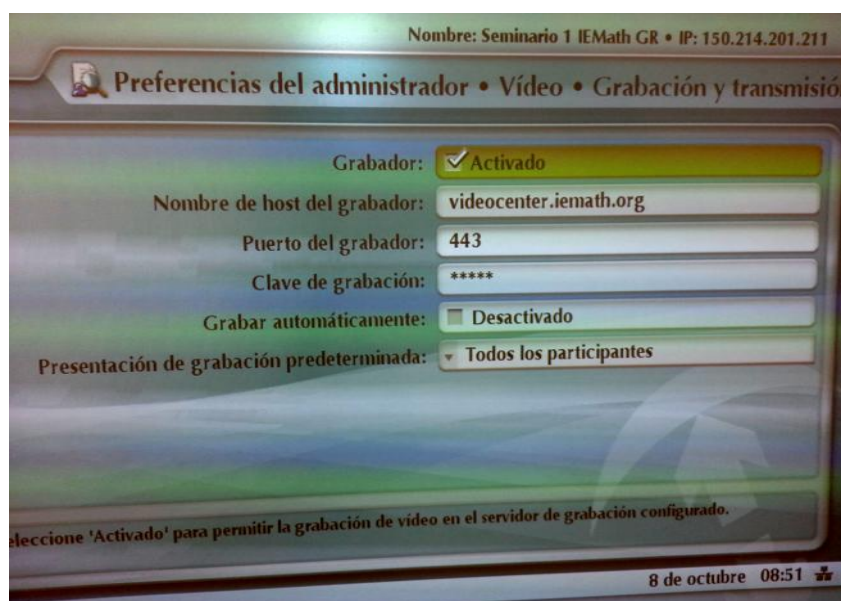 Nombre: Seminario 1 IEMath GR • IP: 150.214.201.211
Preferencias del administrador • Vídeo • Grabación y transmisió
Grabador: Activado
Nombre de host del grabador: videocenter.iemath.org
Puerto del grabador: 443
Clave de grabación: *****
Grabar automáticamente: Desactivado
Presentación de grabación predeterminada: Todos los participantes
eleccione 'Activado' para permitir la grabación de vídeo en el servidor de grabación configurado.
8 de octubre 08:51